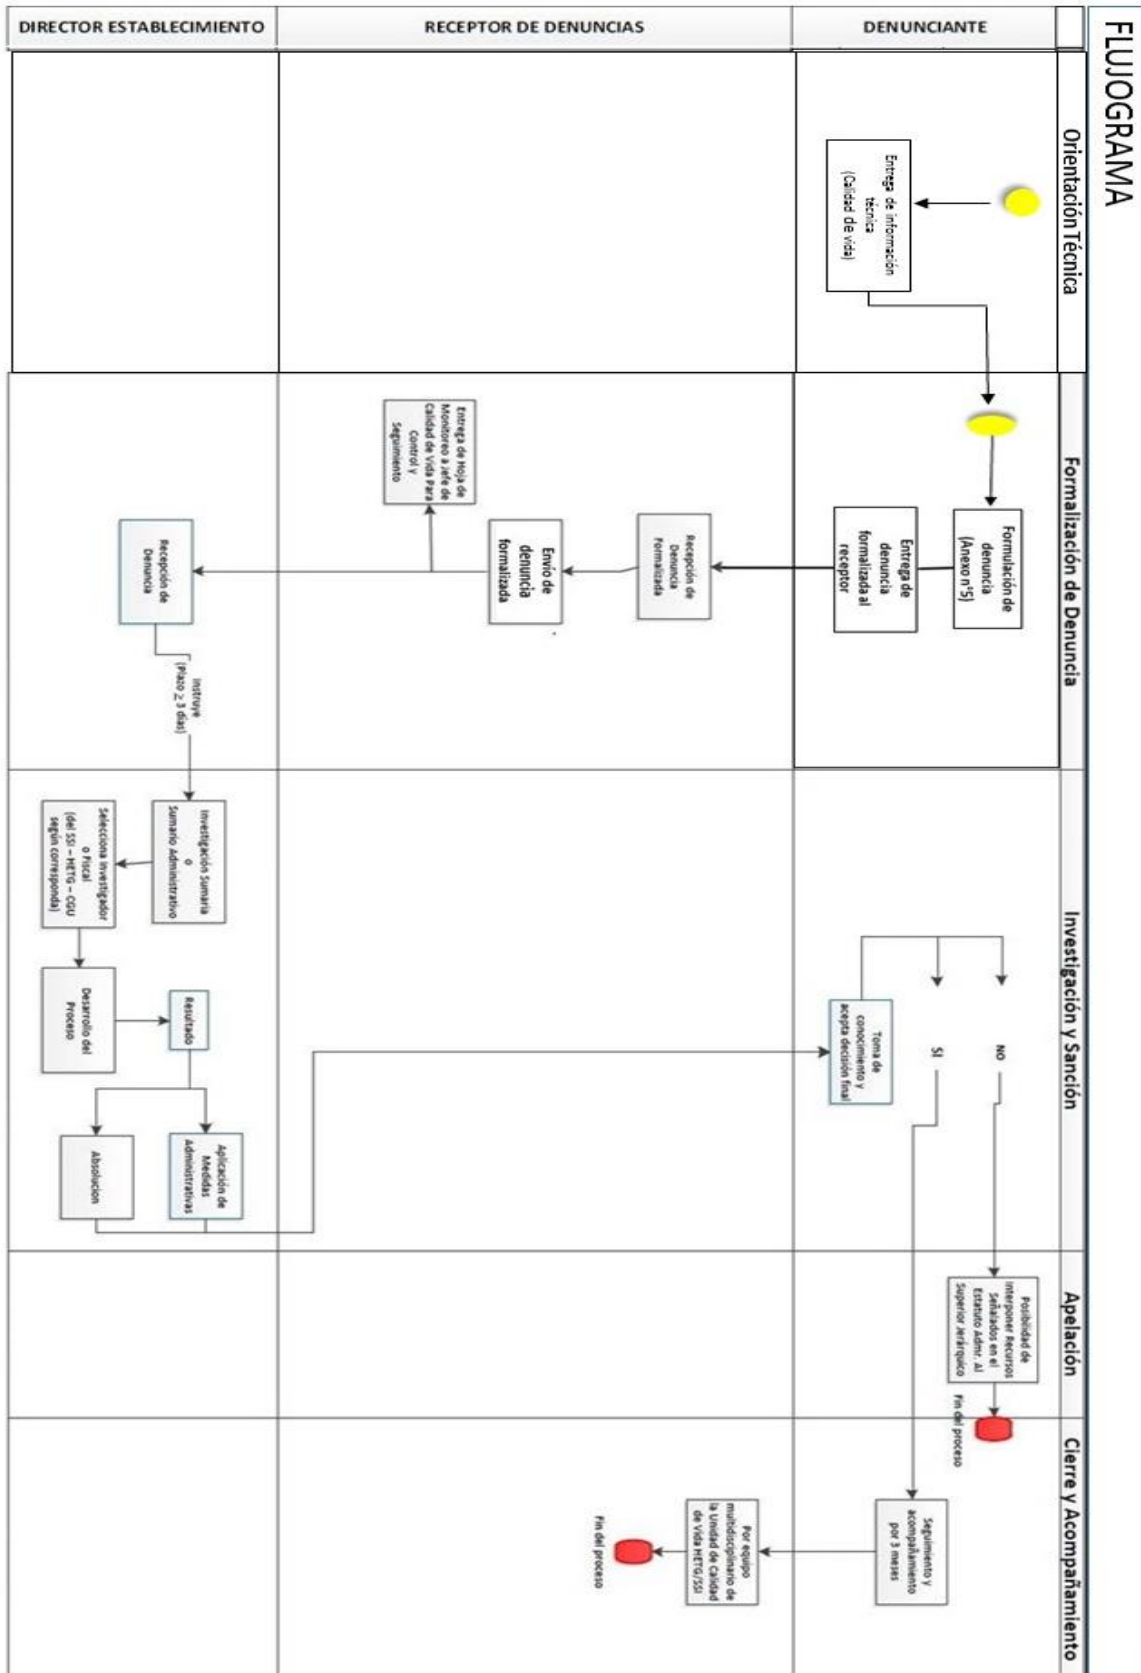 FLUJOGRAMA
Orientación Técnica
Formalización de Denuncia
Investigación y Sanción
Apelación
Cierre y Acompañamiento
DENUNCIANTE
Entrega de información
técnica
(Calidad de vida)
Formulación de
denuncia
(Anexo n°5)
Entrega de
denuncia
formalizada al
receptor
NO
SI
Toma de
conocimiento y
acepta decisión final
Posibilidad de
Interponer Recursos
Señalados en el
Estatuto Admr. Al
Superior Jerárquico
Fin del proceso
Seguimiento y
acompañamiento
por 3 meses
RECEPTOR DE DENUNCIAS
Recepción de
Denuncia
Formalizada
Envío de
denuncia
formalizada
Entrega de Hoja de
Monitoreo a Jefe de
Calidad de Vida Para
Control y
Seguimiento
Por equipo
multidisciplinario de
la Unidad de Calidad
de Vida HETG/SSI
Fin del proceso
DIRECTOR ESTABLECIMIENTO
Recepción de
Denuncia
Instruye
(Plazo ≥ 3 días)
Investigación Sumaria
o
Sumario Administrativo
Selecciona Investigador
o Fiscal
(del SSI – HETG – CGU
según corresponda)
Desarrollo del
Proceso
Resultado
Aplicación de
Medidas
Administrativas
Absolucion